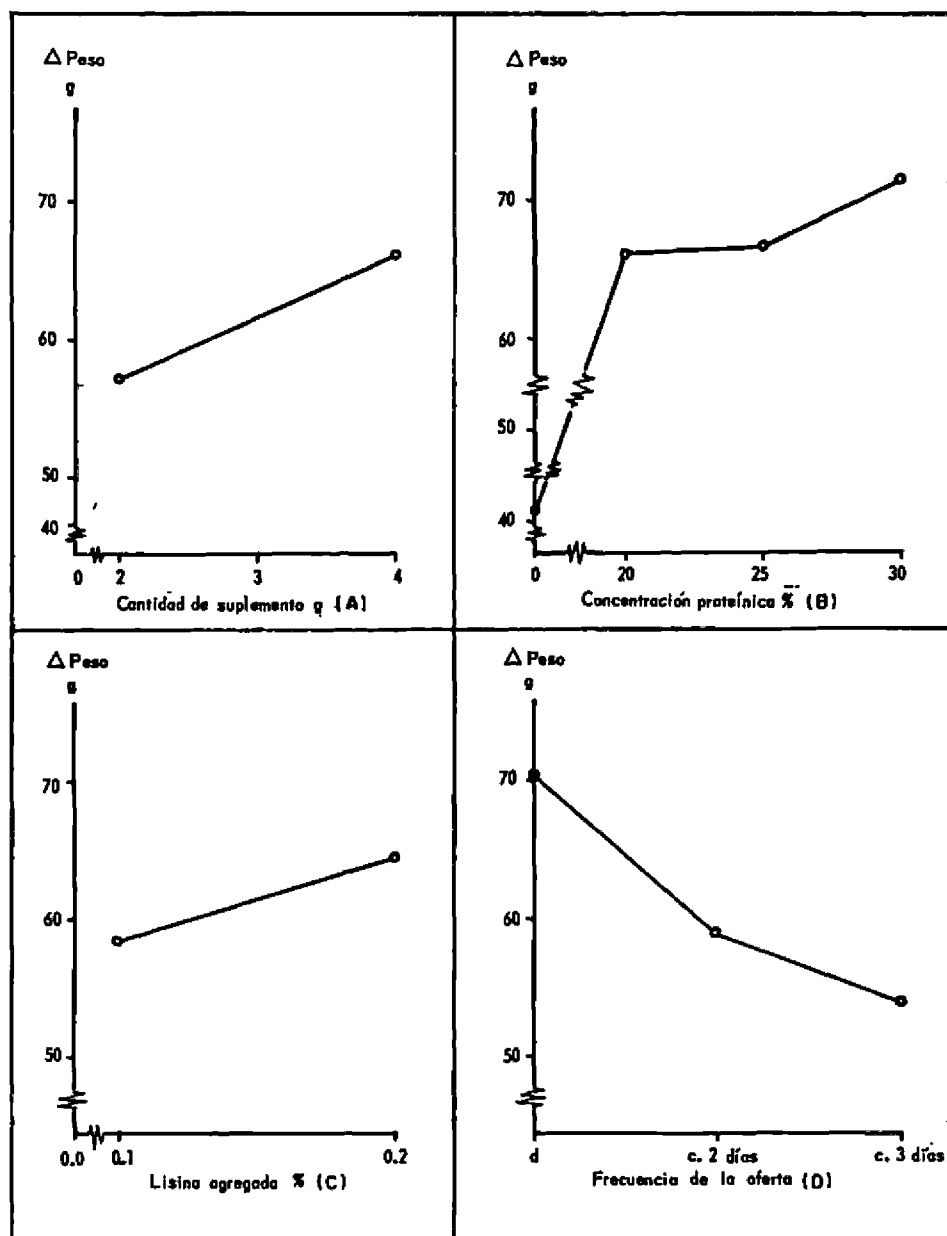 Δ Peso
g
70
60
50
40
0 2 3 4
Cantidad de suplemento g (A)
Δ Peso
g
70
60
50
40
0 20 25 30
Concentración proteínica % (B)
Δ Peso
g
70
60
50
0.0 0.1 0.2
Lisina agregada % (C)
Δ Peso
g
70
60
50
d c. 2 días c. 3 días
Frecuencia de la oferta (D)